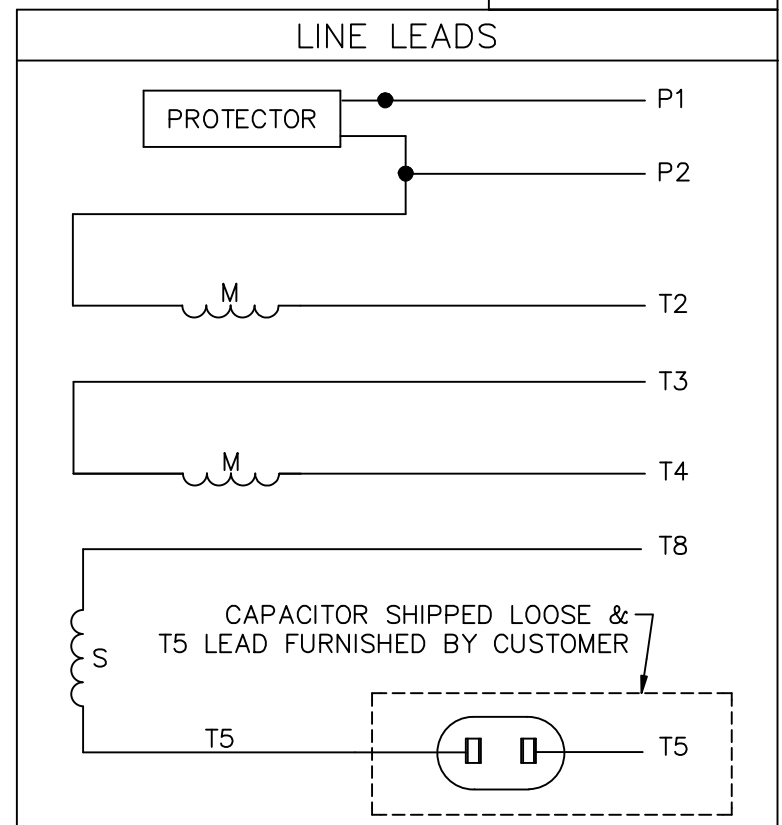 LINE LEADS
PROTECTOR
P1
P2
M
T2
T3
M
T4
T8
CAPACITOR SHIPPED LOOSE &
T5 LEAD FURNISHED BY CUSTOMER
S
T5
T5